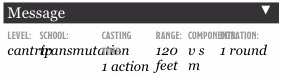 Message ▼
LEVEL: SCHOOL: CASTING RANGE: COMPONENTS: DURATION:
cantrip transmutation 120 v s 1 round
1 action feet m